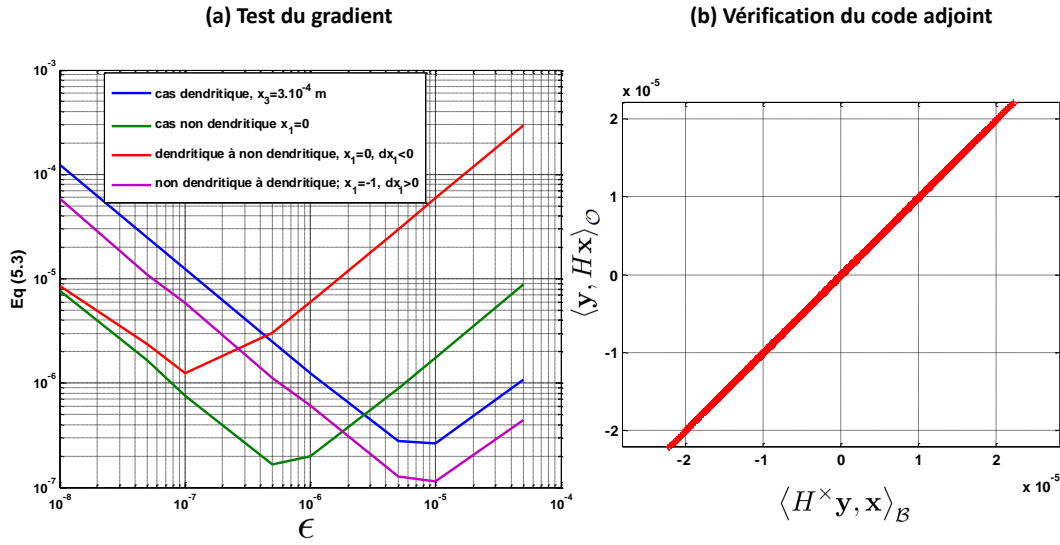 (a) Test du gradient
(b) Vérification du code adjoint
10^-3
10^-4
10^-5
10^-6
10^-7
Eq (5.3)
cas dendritique, x_3=3.10^-4 m
cas non dendritique x_1=0
dendritique à non dendritique, x_1=0, dx_1<0
non dendritique à dendritique; x_1=-1, dx_1>0
10^-8
10^-7
10^-6
10^-5
10^-4
ϵ
x 10^-5
2
1
0
-1
-2
⟨y, Hx⟩_𝒪
-2
-1
0
1
2
x 10^-5
⟨H^× y, x⟩_ℬ